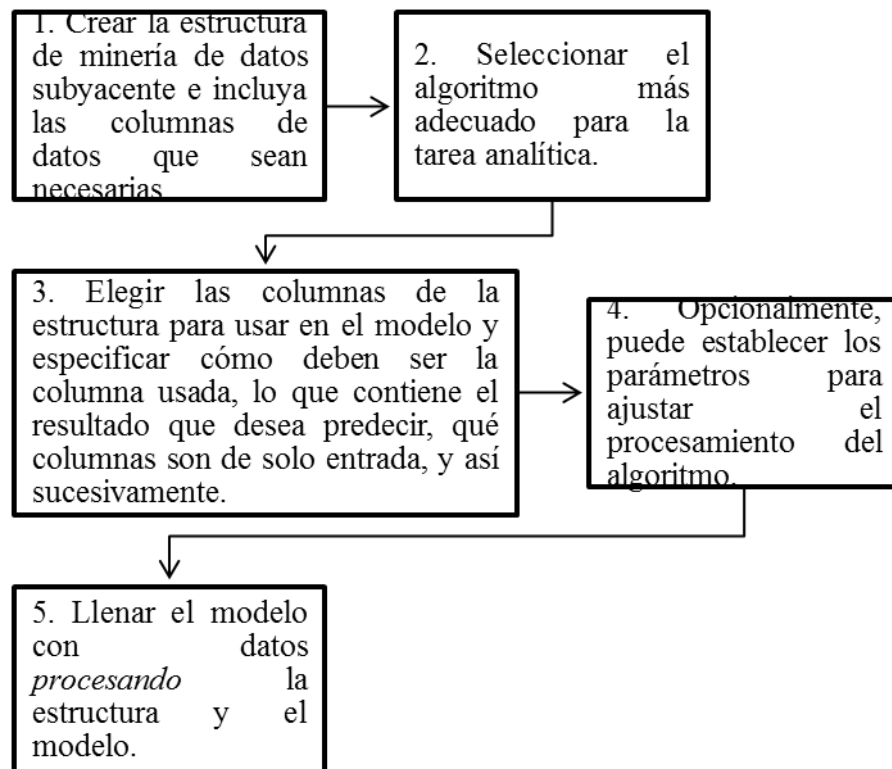 1. Crear la estructura
de minería de datos
subyacente e incluya
las columnas de
datos que sean
necesarias
2. Seleccionar el
algoritmo más
adecuado para la
tarea analítica.
3. Elegir las columnas de la
estructura para usar en el modelo y
especificar cómo deben ser la
columna usada, lo que contiene el
resultado que desea predecir, qué
columnas son de solo entrada, y así
sucesivamente.
4. Opcionalmente,
puede establecer los
parámetros para
ajustar el
procesamiento del
algoritmo.
5. Llenar el modelo
con datos
procesando la
estructura y el
modelo.